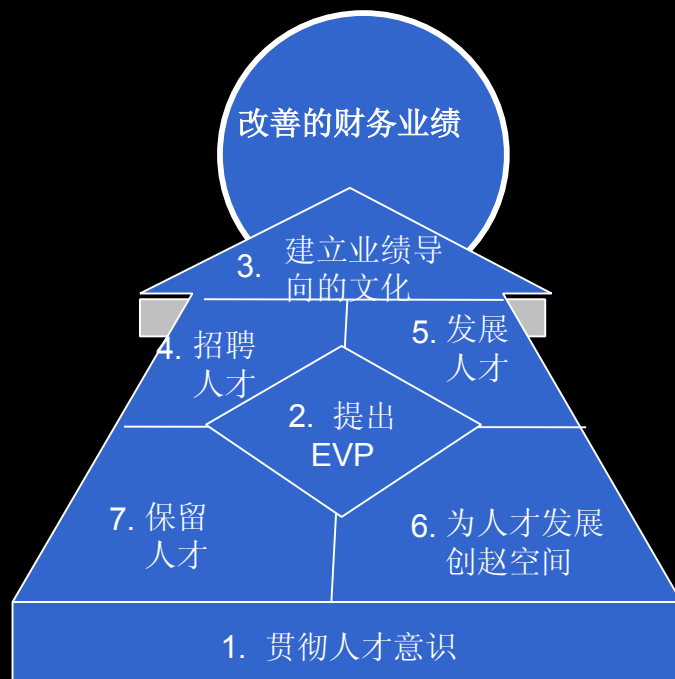 改善的财务业绩
3. 建立业绩导
向的文化
4. 招聘
人才
5. 发展
人才
2. 提出
EVP
7. 保留
人才
6. 为人才发展
创赵空间
1. 贯彻人才意识